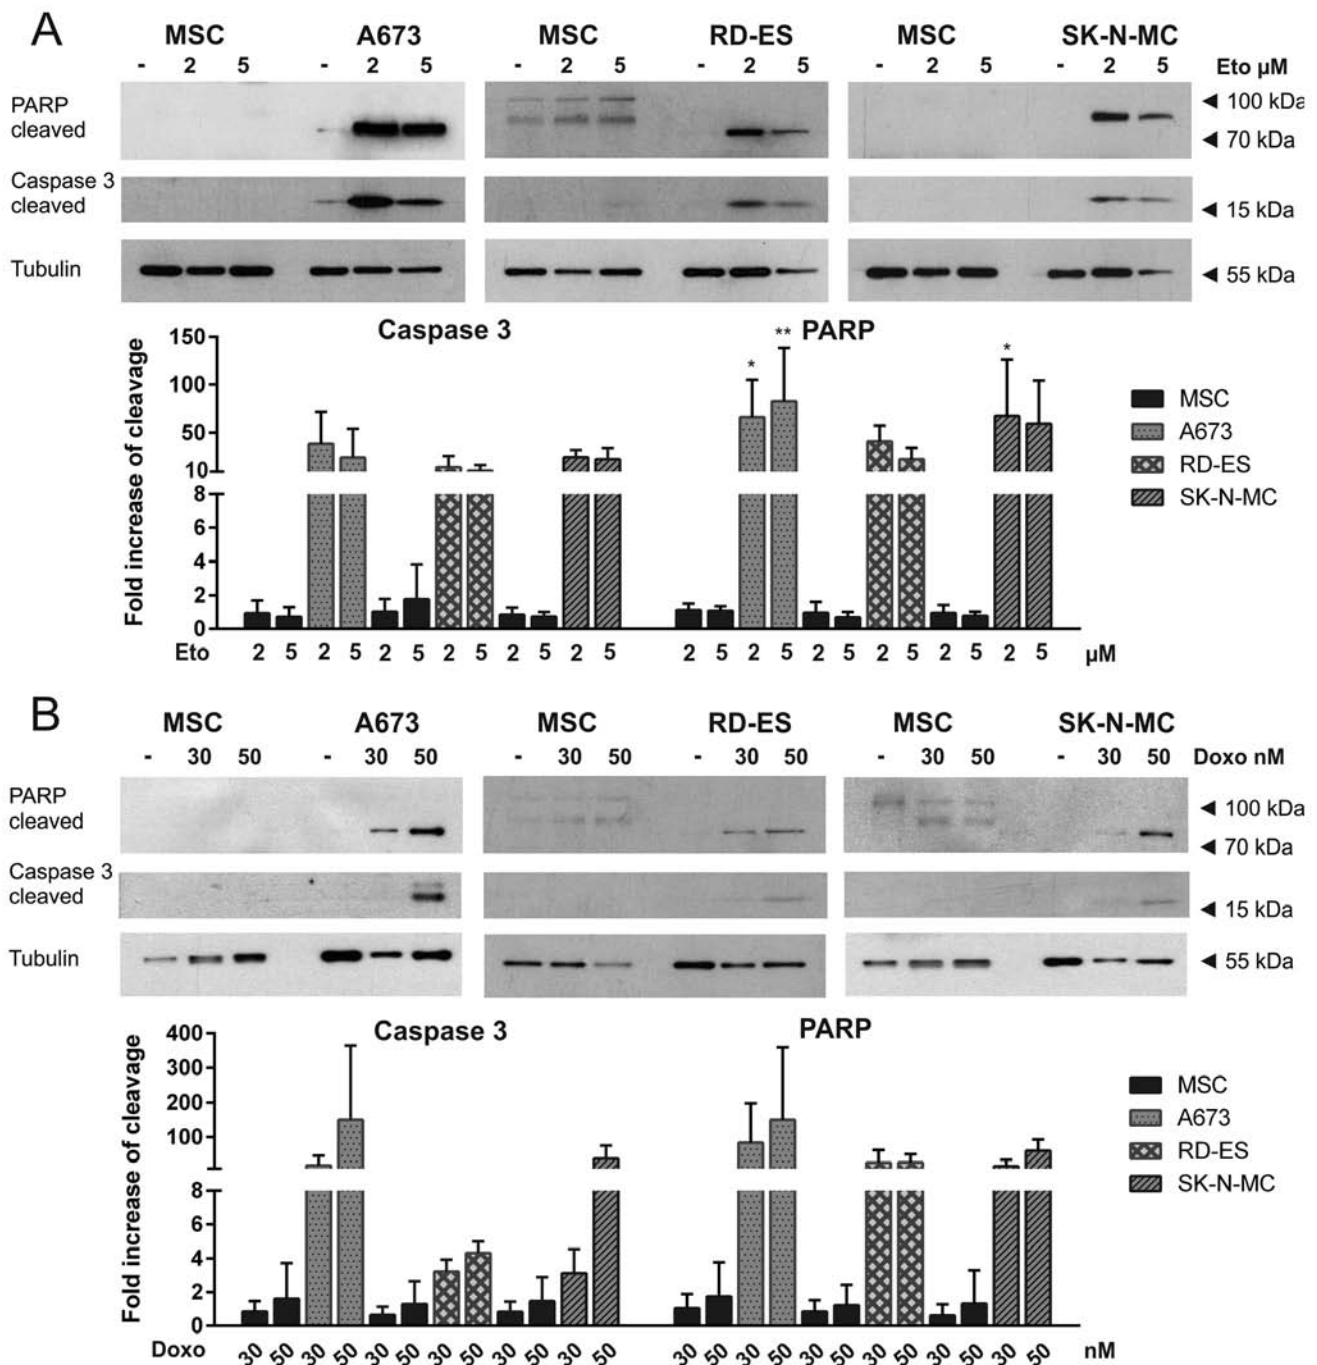 A
MSC A673 MSC RD-ES MSC SK-N-MC
- 2 5 - 2 5 - 2 5 - 2 5 - 2 5 - 2 5 Eto µM
PARP
cleaved
◄ 100 kDa
◄ 70 kDa
Caspase 3
cleaved
◄ 15 kDa
Tubulin
◄ 55 kDa
Caspase 3 PARP
Fold increase of cleavage
150
100
50
10
8
6
4
2
0
* ** *
MSC
A673
RD-ES
SK-N-MC
Eto 2 5 2 5 2 5 2 5 2 5 2 5 2 5 2 5 2 5 2 5 2 5 2 5 µM
B
MSC A673 MSC RD-ES MSC SK-N-MC
- 30 50 - 30 50 - 30 50 - 30 50 - 30 50 - 30 50 Doxo nM
PARP
cleaved
◄ 100 kDa
◄ 70 kDa
Caspase 3
cleaved
◄ 15 kDa
Tubulin
◄ 55 kDa
Caspase 3 PARP
Fold increase of cleavage
400
300
200
100
8
6
4
2
0
MSC
A673
RD-ES
SK-N-MC
Doxo 30 50 30 50 30 50 30 50 30 50 30 50 30 50 30 50 30 50 30 50 30 50 30 50 nM